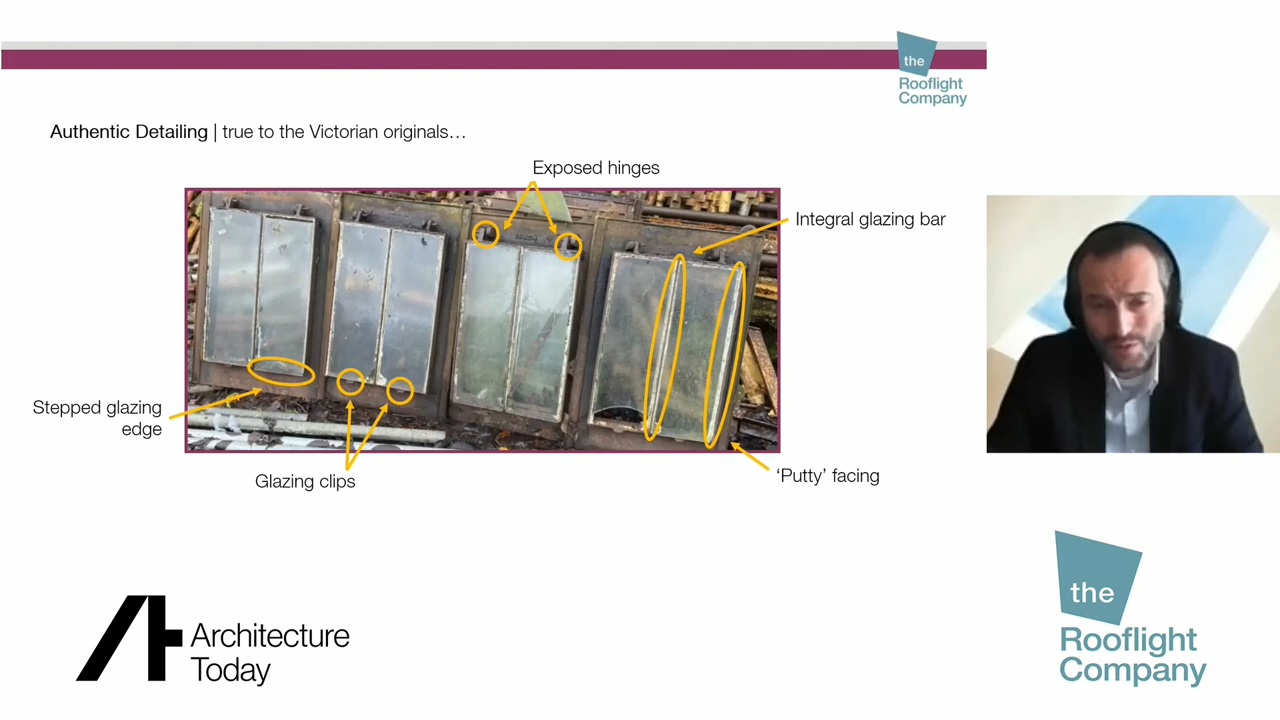 the
Rooflight
Company
Authentic Detailing | true to the Victorian originals…
Exposed hinges
Integral glazing bar
Stepped glazing
edge
Glazing clips
‘Putty’ facing
Architecture
Today
the
Rooflight
Company